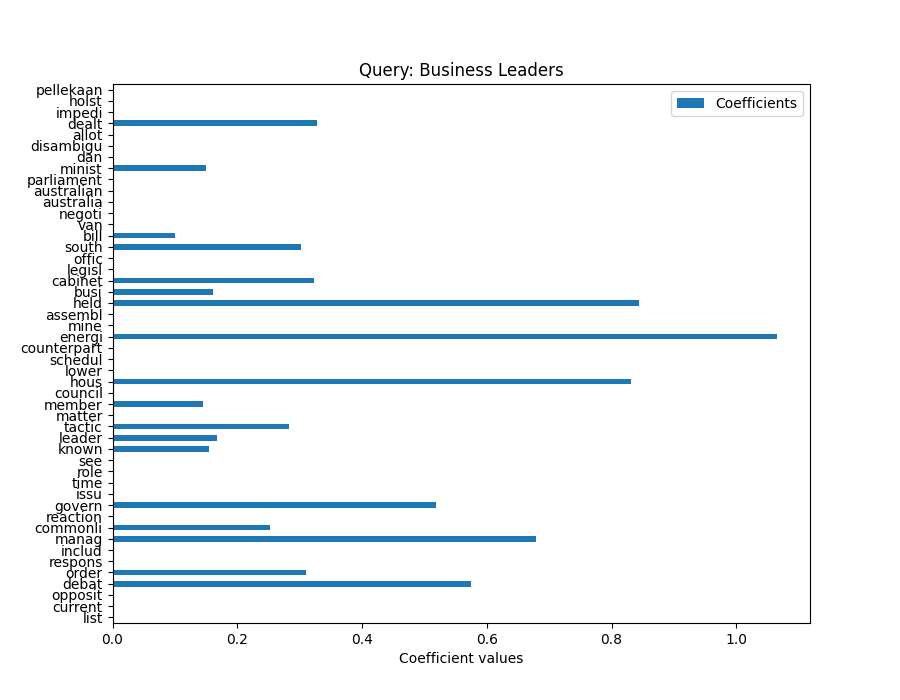 Query: Business Leaders
Coefficients
pellekaan
holst
impedi
dealt
allot
disambigu
dan
minist
parliament
australian
australia
negoti
van
bill
south
offic
legisl
cabinet
busi
held
assembl
mine
energi
counterpart
schedul
lower
hous
council
member
matter
tactic
leader
known
see
role
time
issu
govern
reaction
commonli
manag
includ
respons
order
debat
opposit
current
list
0.0 0.2 0.4 0.6 0.8 1.0
Coefficient values